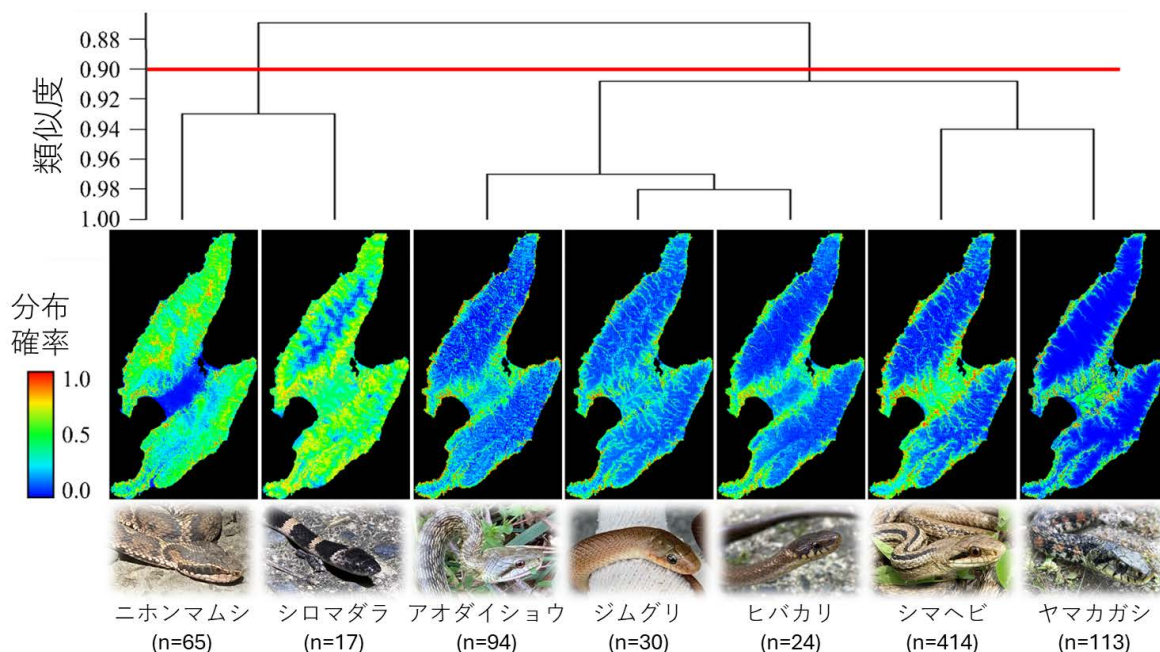 類似度
0.88
0.90
0.92
0.94
0.96
0.98
1.00
分布
確率
1.0
0.5
0.0
ニホンマムシ
(n=65)
シロマダラ
(n=17)
アオダイショウ
(n=94)
ジムグリ
(n=30)
ヒバカリ
(n=24)
シマヘビ
(n=414)
ヤマカガシ
(n=113)